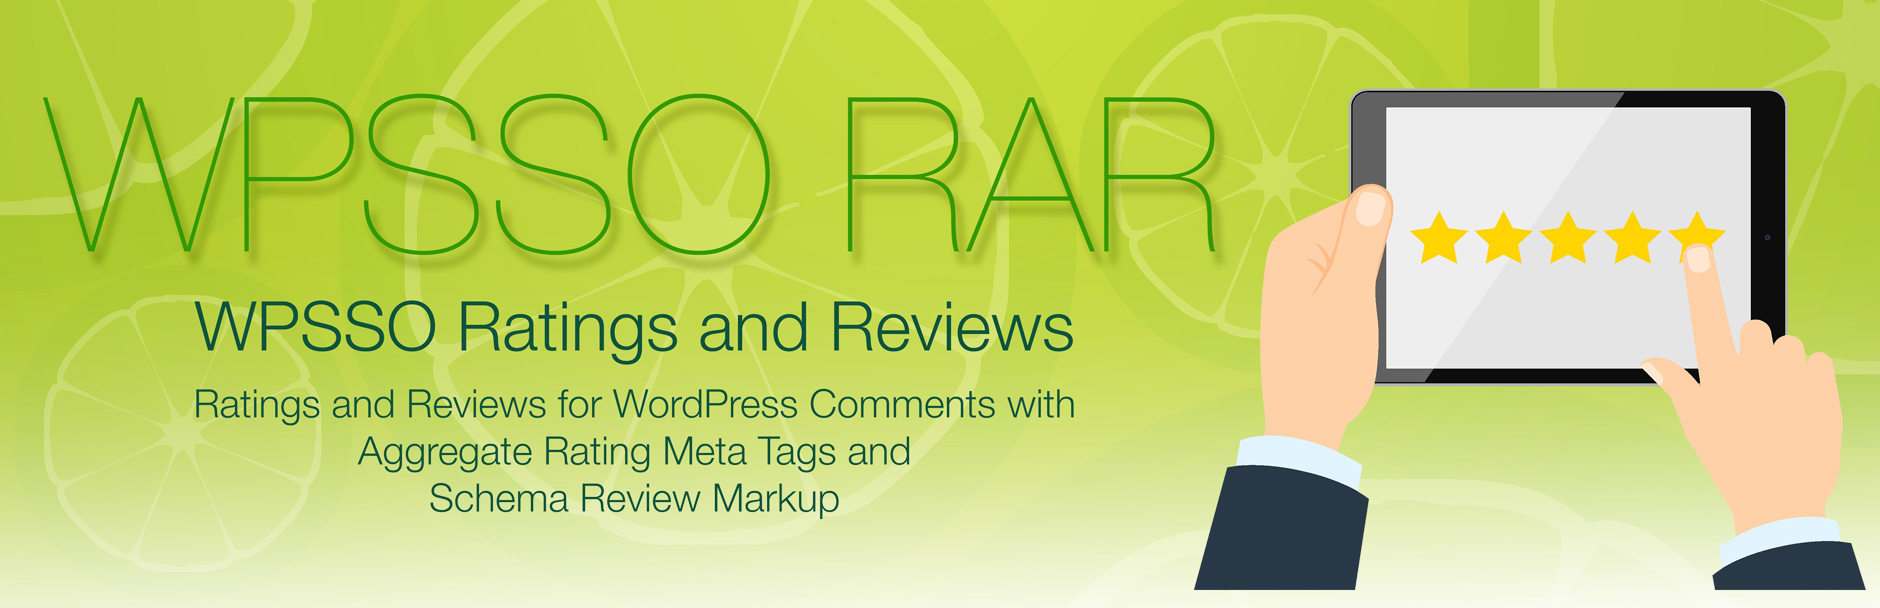 WPSSO RAR
WPSSO Ratings and Reviews
Ratings and Reviews for WordPress Comments with
Aggregate Rating Meta Tags and
Schema Review Markup